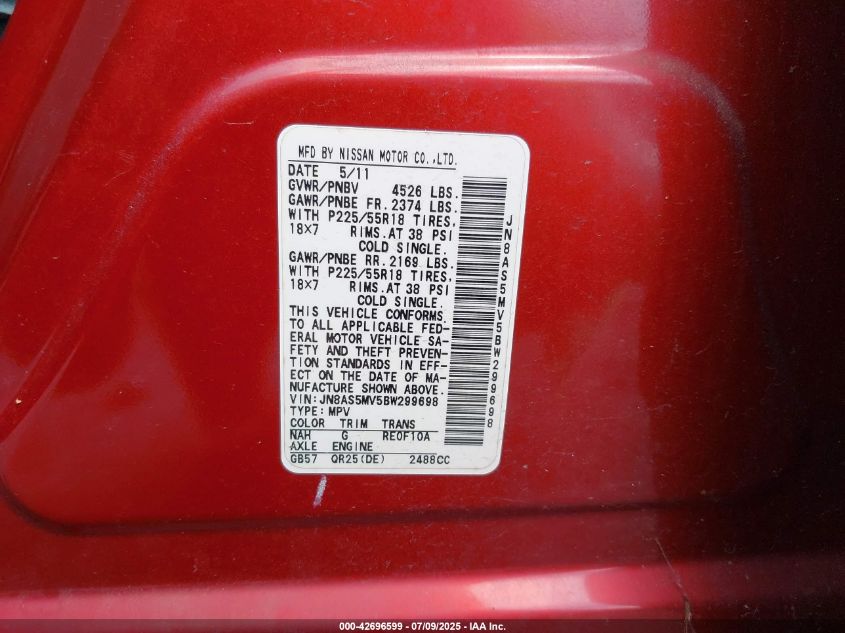 MFD BY NISSAN MOTOR CO.,LTD.
DATE 5/11
GVWR/PNBV 4526 LBS.
GAWR/PNBE FR.2374 LBS.
WITH P225/55R18 TIRES,
18×7 RIMS.AT 38 PSI
COLD SINGLE.
GAWR/PNBE RR.2169 LBS.
WITH P225/55R18 TIRES,
18×7 RIMS.AT 38 PSI
COLD SINGLE.
THIS VEHICLE CONFORMS
TO ALL APPLICABLE FED-
ERAL MOTOR VEHICLE SA-
FETY AND THEFT PREVEN-
TION STANDARDS IN EFF-
ECT ON THE DATE OF MA-
NUFACTURE SHOWN ABOVE.
VIN:JN8AS5MV5BW299698
TYPE:MPV
COLOR TRIM TRANS
NAH G RE0F10A
AXLE ENGINE
GB57 QR25(DE) 2488CC
JN8AS5MV5BW299698
000-42696599 / 07/09/2025 - IAA Inc.